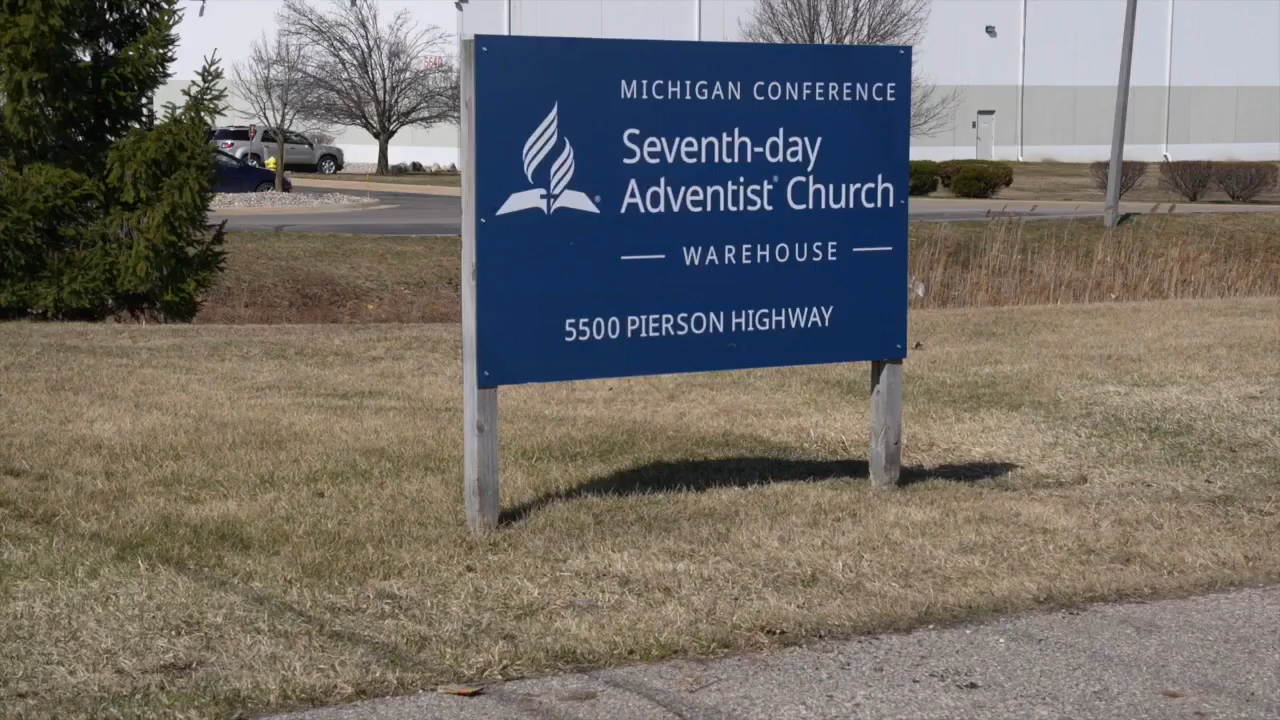 MICHIGAN CONFERENCE
Seventh-day
Adventist® Church
WAREHOUSE
5500 PIERSON HIGHWAY